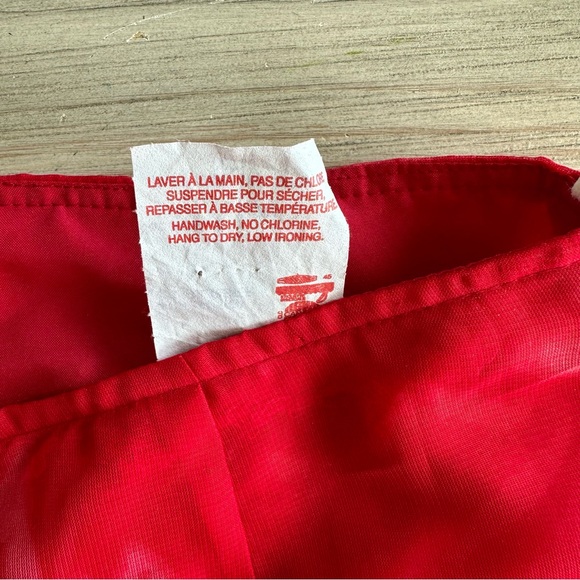 LAVER À LA MAIN, PAS DE CHLORE,
SUSPENDRE POUR SÉCHER,
REPASSER À BASSE TEMPÉRATURE
HANDWASH, NO CHLORINE,
HANG TO DRY, LOW IRONING.